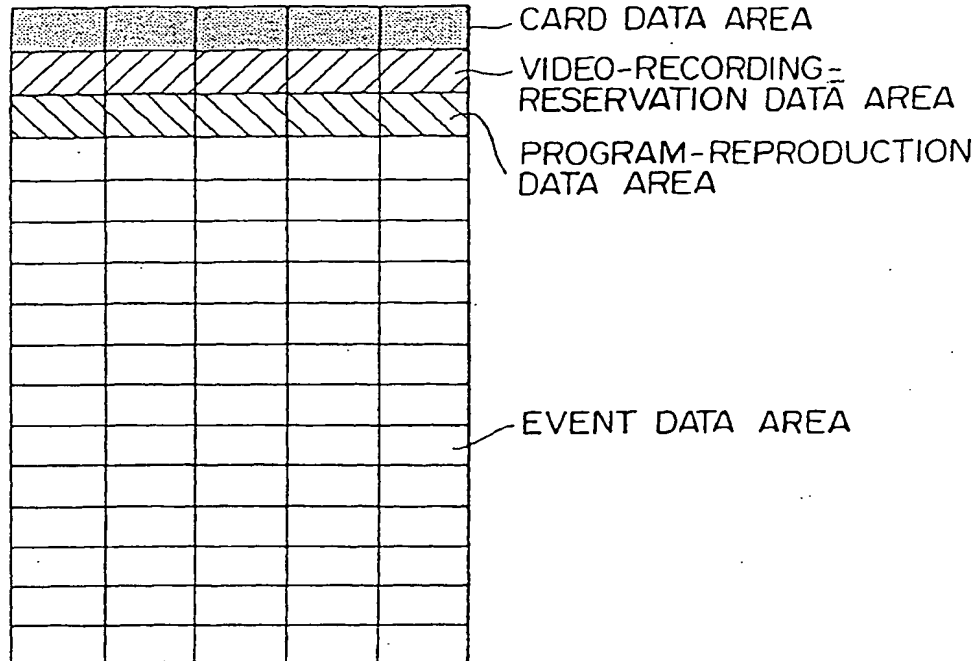 CARD DATA AREA
VIDEO-RECORDING-
RESERVATION DATA AREA
PROGRAM-REPRODUCTION
DATA AREA
EVENT DATA AREA